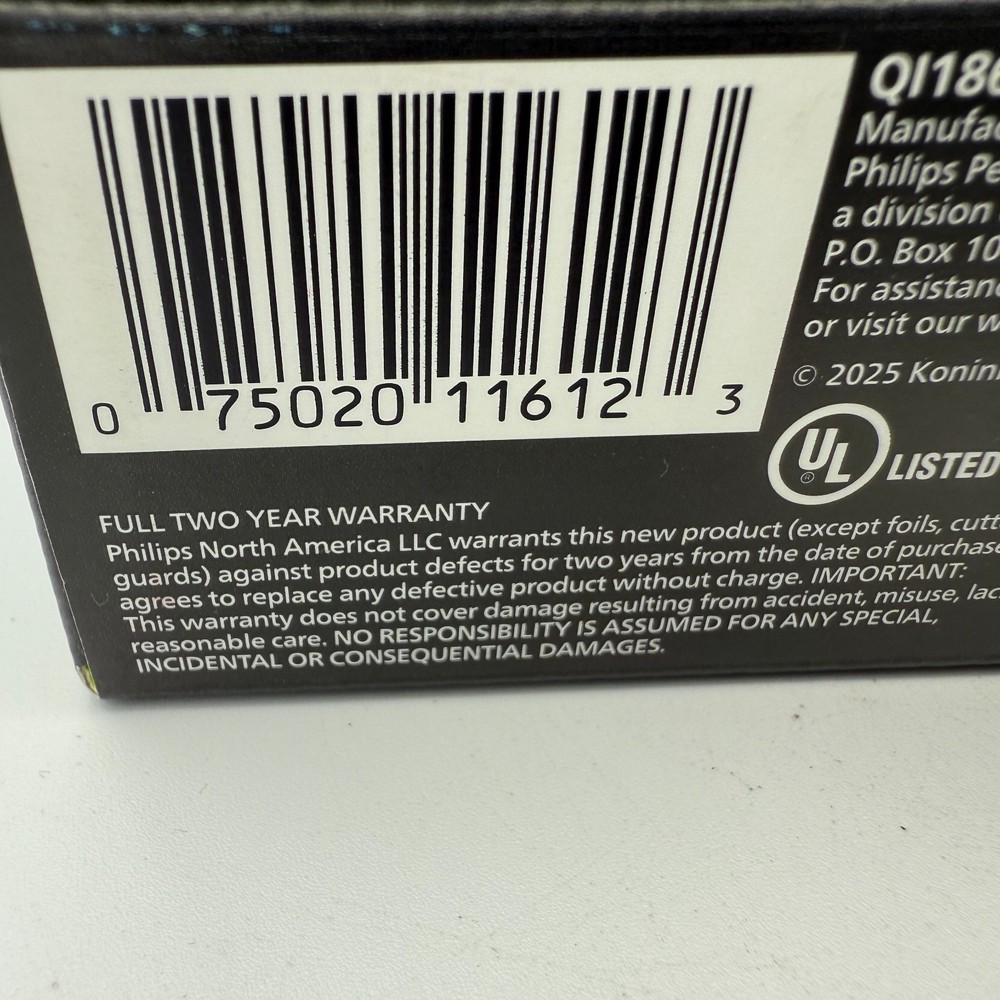 0 75020 11612 3
QI186
Manufac
Philips Pe
a division
P.O. Box 10
For assistanc
or visit our w
© 2025 Konin
UL ® LISTED
FULL TWO YEAR WARRANTY
Philips North America LLC warrants this new product (except foils, cutt
guards) against product defects for two years from the date of purchase
agrees to replace any defective product without charge. IMPORTANT:
This warranty does not cover damage resulting from accident, misuse, lac
reasonable care. NO RESPONSIBILITY IS ASSUMED FOR ANY SPECIAL,
INCIDENTAL OR CONSEQUENTIAL DAMAGES.